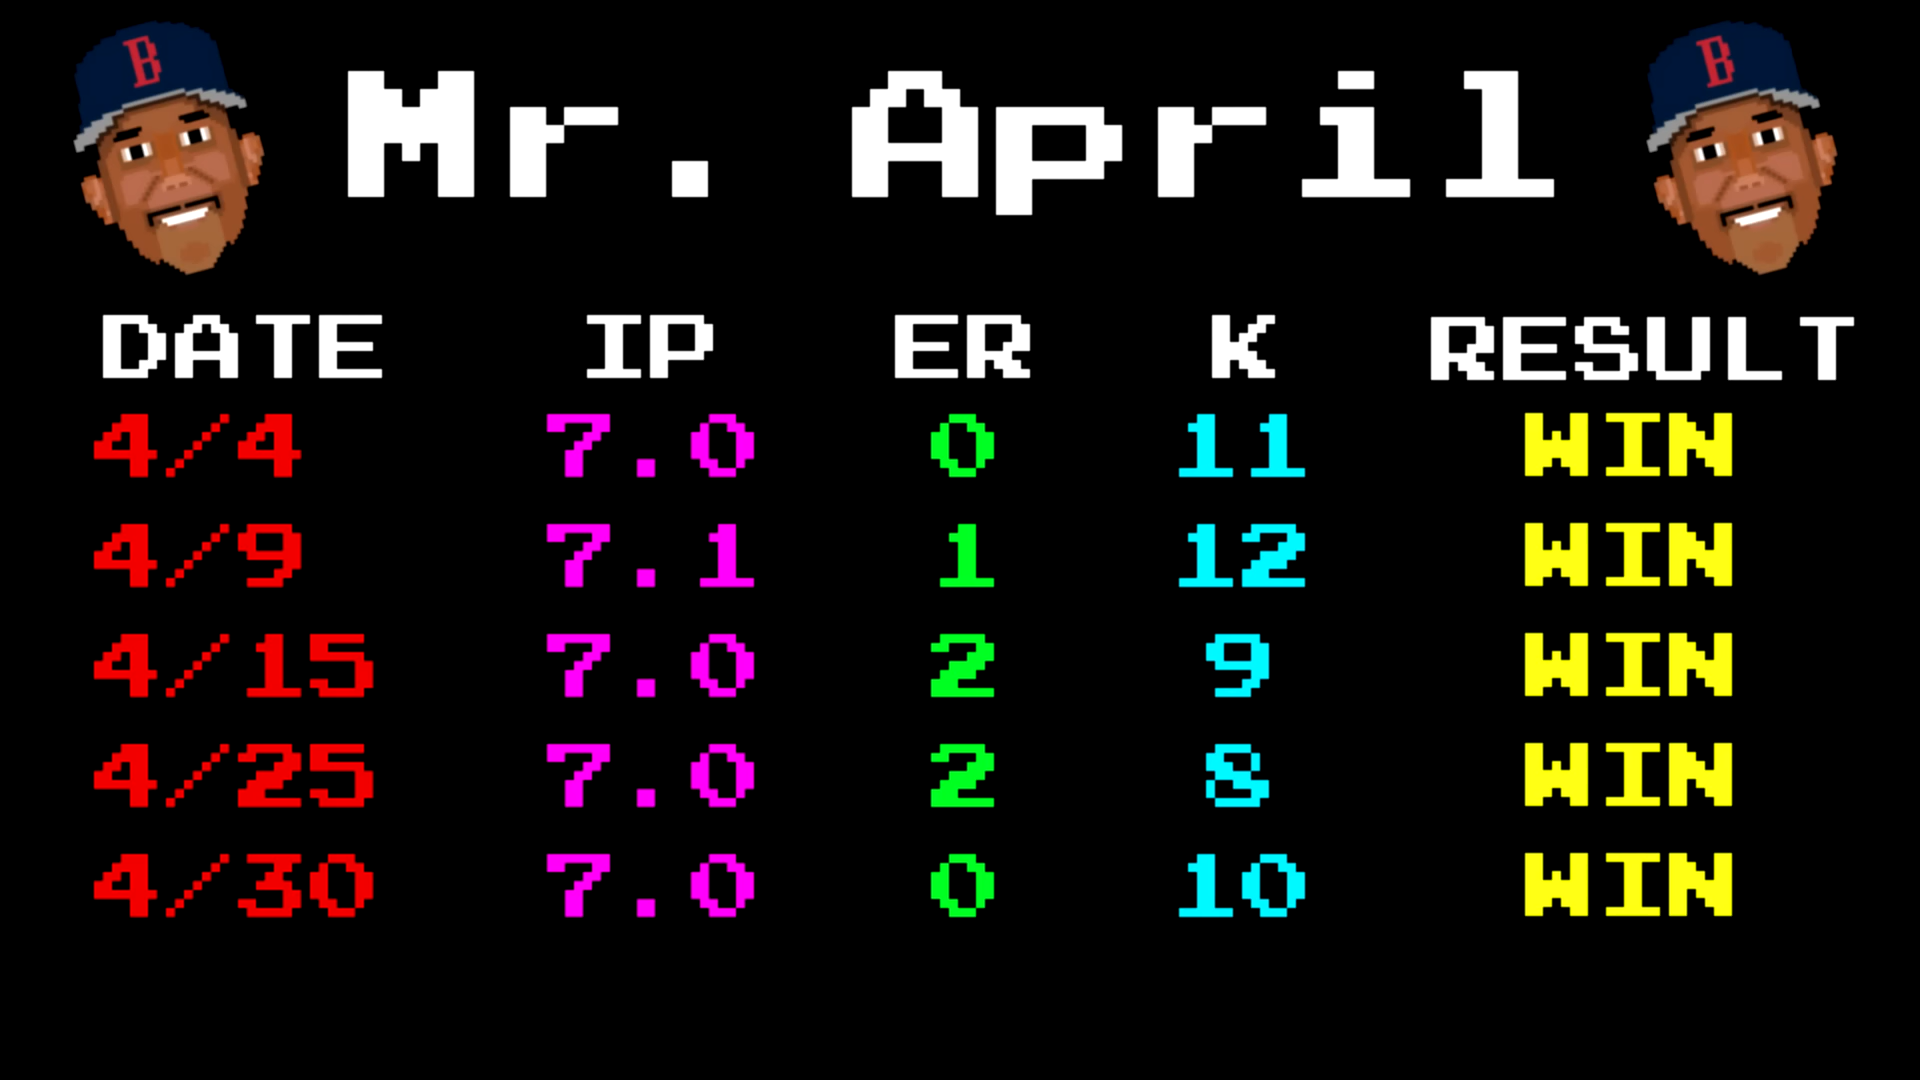 B Mr. April B
DATE IP ER K RESULT
4/4 7.0 0 11 WIN
4/9 7.1 1 12 WIN
4/15 7.0 2 9 WIN
4/25 7.0 2 8 WIN
4/30 7.0 0 10 WIN